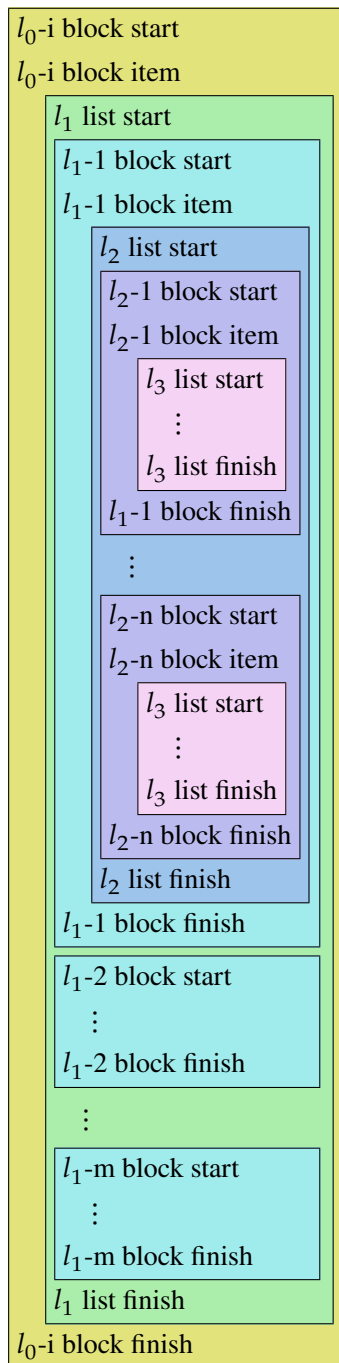 l₀-i block start
l₀-i block item
l₁ list start
l₁-1 block start
l₁-1 block item
l₂ list start
l₂-1 block start
l₂-1 block item
l₃ list start
⋮
l₃ list finish
l₁-1 block finish
⋮
l₂-n block start
l₂-n block item
l₃ list start
⋮
l₃ list finish
l₂-n block finish
l₂ list finish
l₁-1 block finish
l₁-2 block start
⋮
l₁-2 block finish
⋮
l₁-m block start
⋮
l₁-m block finish
l₁ list finish
l₀-i block finish